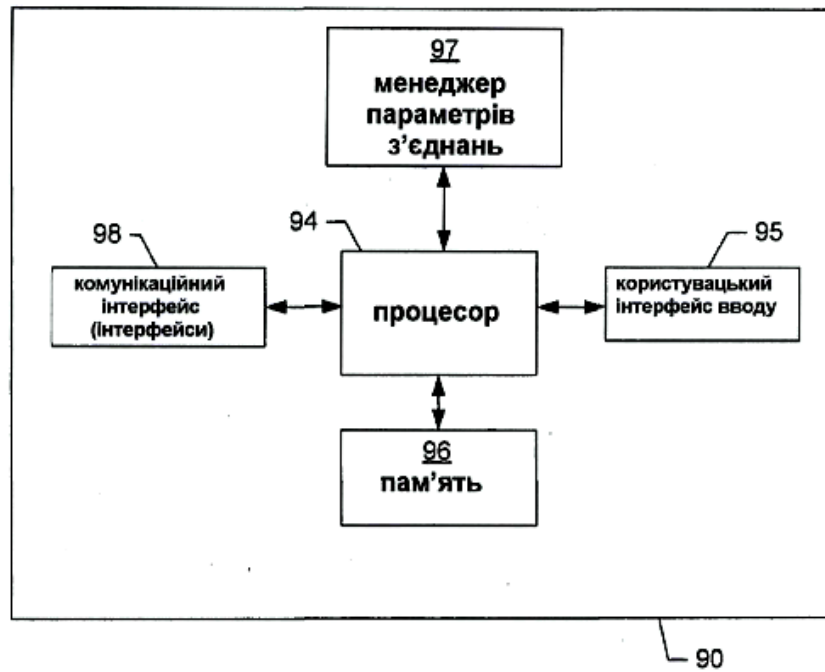 97
менеджер
параметрів
з’єднань
98
94
95
комунікаційний
інтерфейс
(інтерфейси)
процесор
користувацький
інтерфейс вводу
96
пам’ять
90